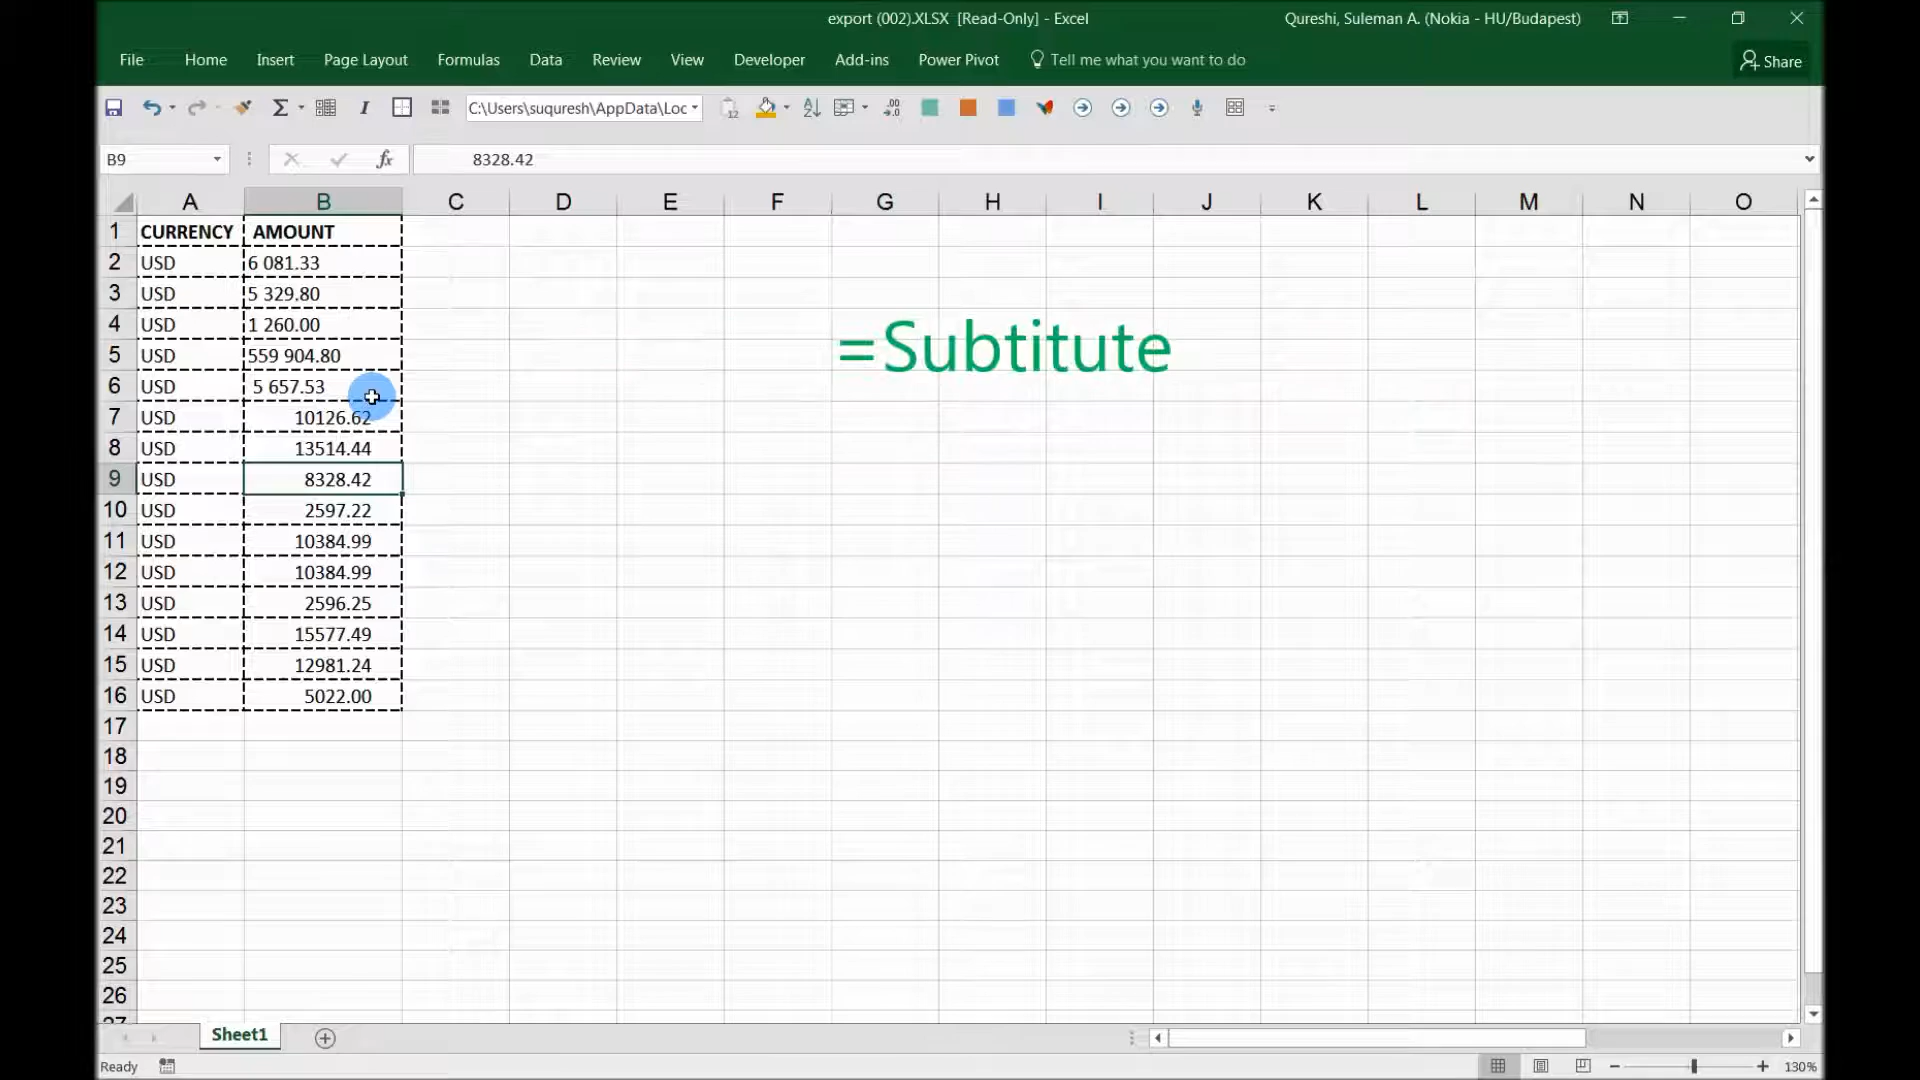 export (002).XLSX [Read-Only] - Excel
Qureshi, Suleman A. (Nokia - HU/Budapest)
File Home Insert Page Layout Formulas Data Review View Developer Add-ins Power Pivot Tell me what you want to do Share
C:\Users\suquresh\AppData\Loc
B9 fx 8328.42
A B C D E F G H I J K L M N O
1 CURRENCY AMOUNT
2 USD 6 081.33
3 USD 5 329.80
4 USD 1 260.00
5 USD 559 904.80
6 USD 5 657.53
7 USD 10126.62
8 USD 13514.44
9 USD 8328.42
10 USD 2597.22
11 USD 10384.99
12 USD 10384.99
13 USD 2596.25
14 USD 15577.49
15 USD 12981.24
16 USD 5022.00
17
18
19
20
21
22
23
24
25
26
27
=Subtitute
Sheet1
Ready
130%